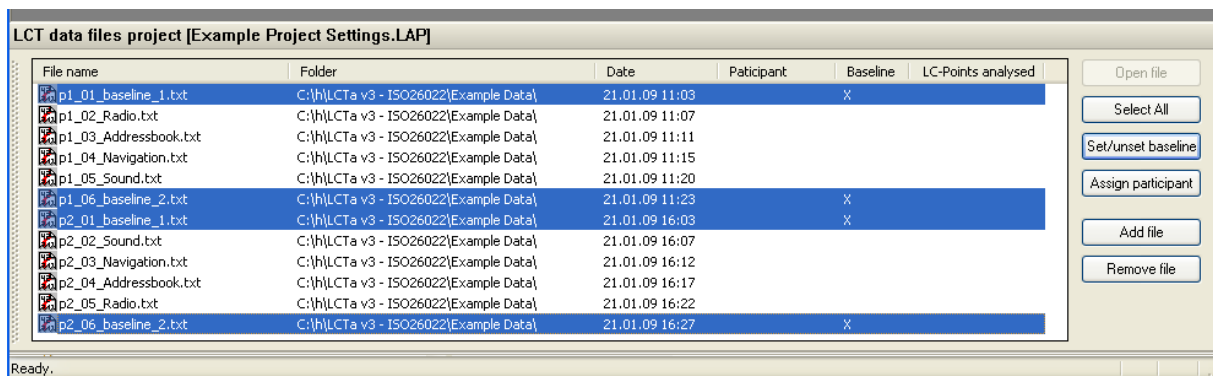 LCT data files project [Example Project Settings.LAP]
File name Folder Date Paticipant Baseline LC-Points analysed
p1_01_baseline_1.txt C:\h\LCTa v3 - ISO26022\Example Data\ 21.01.09 11:03 X
p1_02_Radio.txt C:\h\LCTa v3 - ISO26022\Example Data\ 21.01.09 11:07
p1_03_Addressbook.txt C:\h\LCTa v3 - ISO26022\Example Data\ 21.01.09 11:11
p1_04_Navigation.txt C:\h\LCTa v3 - ISO26022\Example Data\ 21.01.09 11:15
p1_05_Sound.txt C:\h\LCTa v3 - ISO26022\Example Data\ 21.01.09 11:20
p1_06_baseline_2.txt C:\h\LCTa v3 - ISO26022\Example Data\ 21.01.09 11:23 X
p2_01_baseline_1.txt C:\h\LCTa v3 - ISO26022\Example Data\ 21.01.09 16:03 X
p2_02_Sound.txt C:\h\LCTa v3 - ISO26022\Example Data\ 21.01.09 16:07
p2_03_Navigation.txt C:\h\LCTa v3 - ISO26022\Example Data\ 21.01.09 16:12
p2_04_Addressbook.txt C:\h\LCTa v3 - ISO26022\Example Data\ 21.01.09 16:17
p2_05_Radio.txt C:\h\LCTa v3 - ISO26022\Example Data\ 21.01.09 16:22
p2_06_baseline_2.txt C:\h\LCTa v3 - ISO26022\Example Data\ 21.01.09 16:27 X
Open file
Select All
Set/unset baseline
Assign participant
Add file
Remove file
Ready.